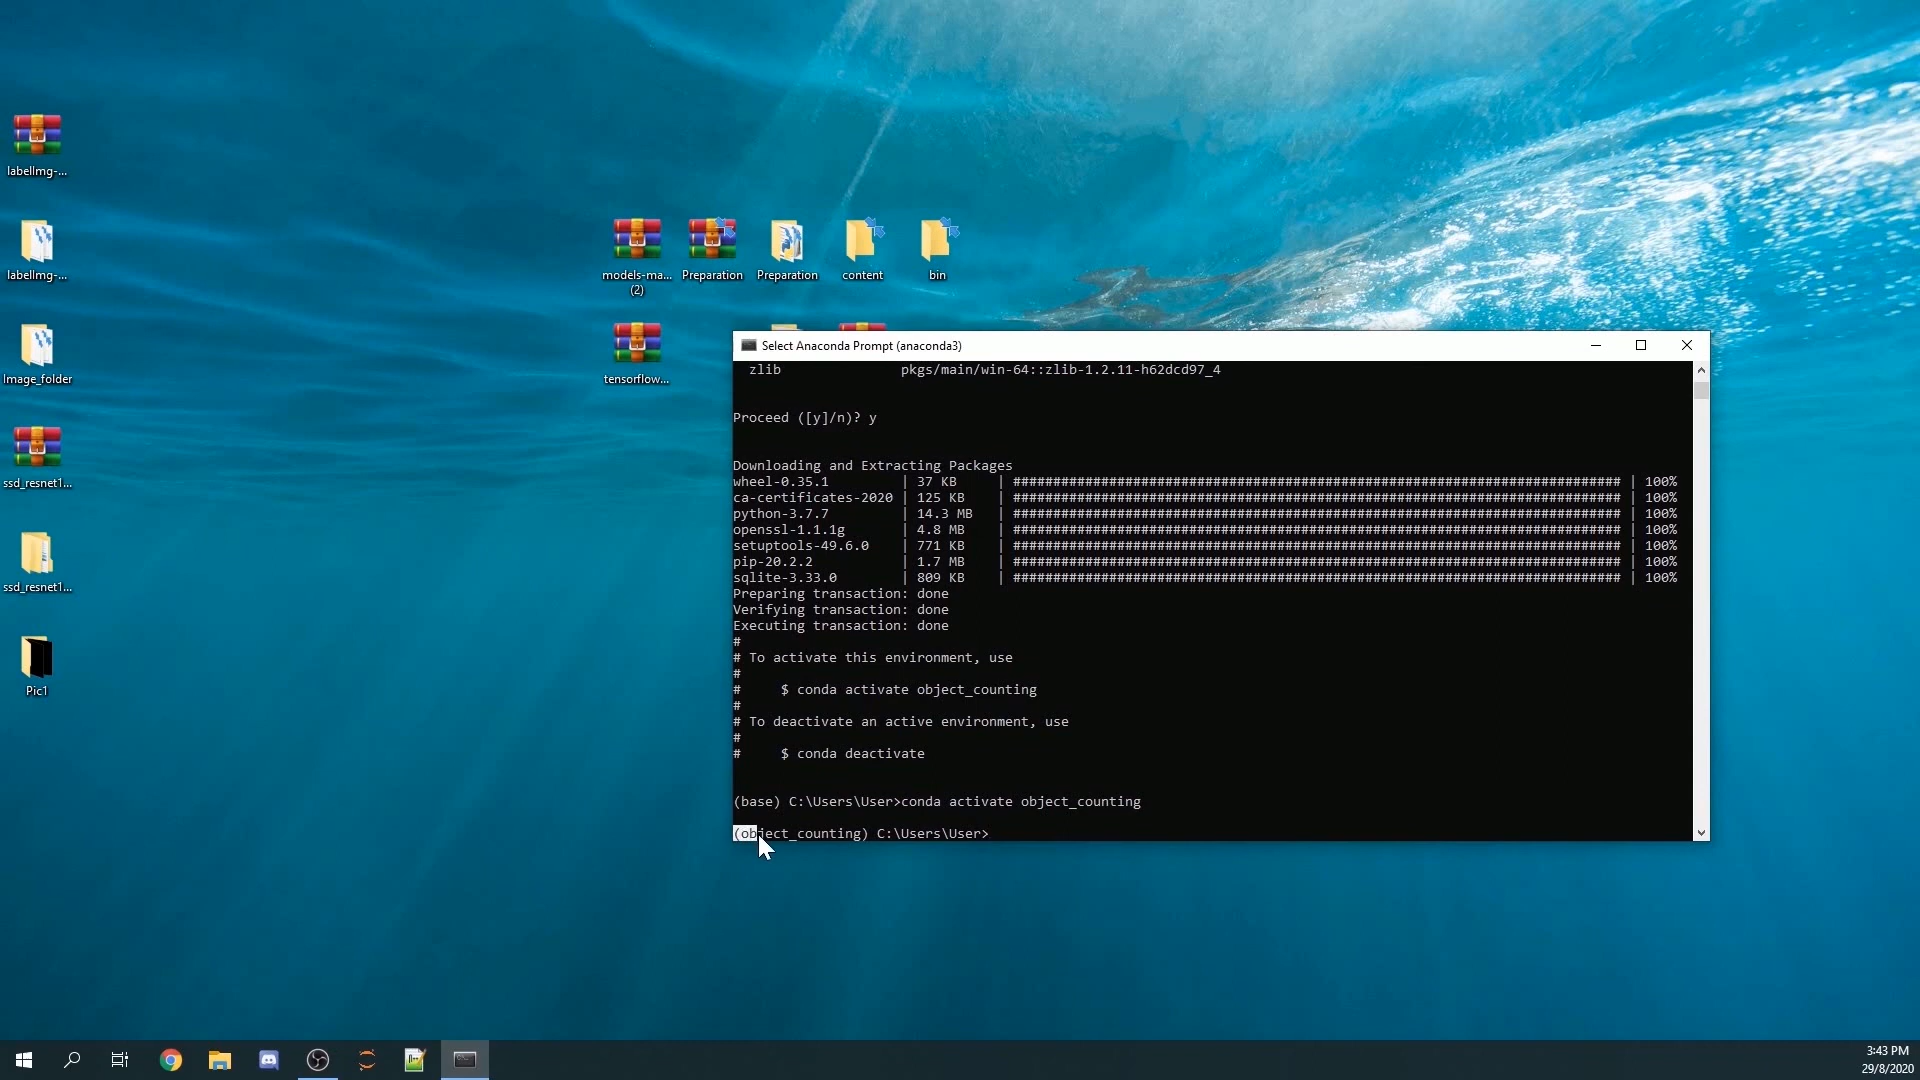 labelImg-...
labelImg-...
Image_folder
ssd_resnet1...
ssd_resnet1...
Pic1
models-ma...
(2)
Preparation
Preparation
content
bin
tensorflow...
Select Anaconda Prompt (anaconda3)
zlib pkgs/main/win-64::zlib-1.2.11-h62dcd97_4
Proceed ([y]/n)? y
Downloading and Extracting Packages
wheel-0.35.1 | 37 KB | ############################################################################ | 100%
ca-certificates-2020 | 125 KB | ############################################################################ | 100%
python-3.7.7 | 14.3 MB | ############################################################################ | 100%
openssl-1.1.1g | 4.8 MB | ############################################################################ | 100%
setuptools-49.6.0 | 771 KB | ############################################################################ | 100%
pip-20.2.2 | 1.7 MB | ############################################################################ | 100%
sqlite-3.33.0 | 809 KB | ############################################################################ | 100%
Preparing transaction: done
Verifying transaction: done
Executing transaction: done
#
# To activate this environment, use
#
# $ conda activate object_counting
#
# To deactivate an active environment, use
#
# $ conda deactivate
(base) C:\Users\User>conda activate object_counting
(object_counting) C:\Users\User>
3:43 PM
29/8/2020